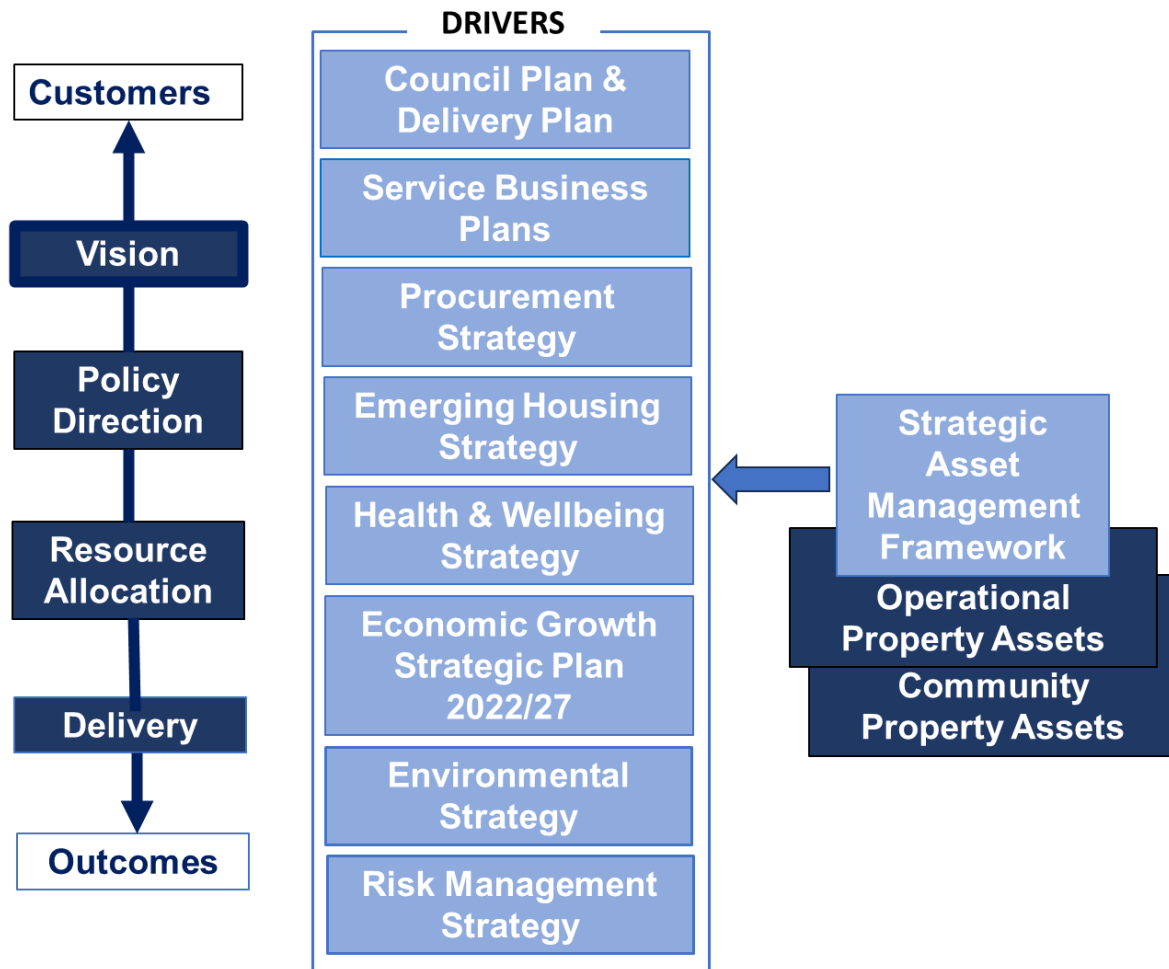 DRIVERS
Customers
Vision
Policy
Direction
Resource
Allocation
Delivery
Outcomes
Council Plan &
Delivery Plan
Service Business
Plans
Procurement
Strategy
Emerging Housing
Strategy
Health & Wellbeing
Strategy
Economic Growth
Strategic Plan
2022/27
Environmental
Strategy
Risk Management
Strategy
Strategic
Asset
Management
Framework
Operational
Property Assets
Community
Property Assets